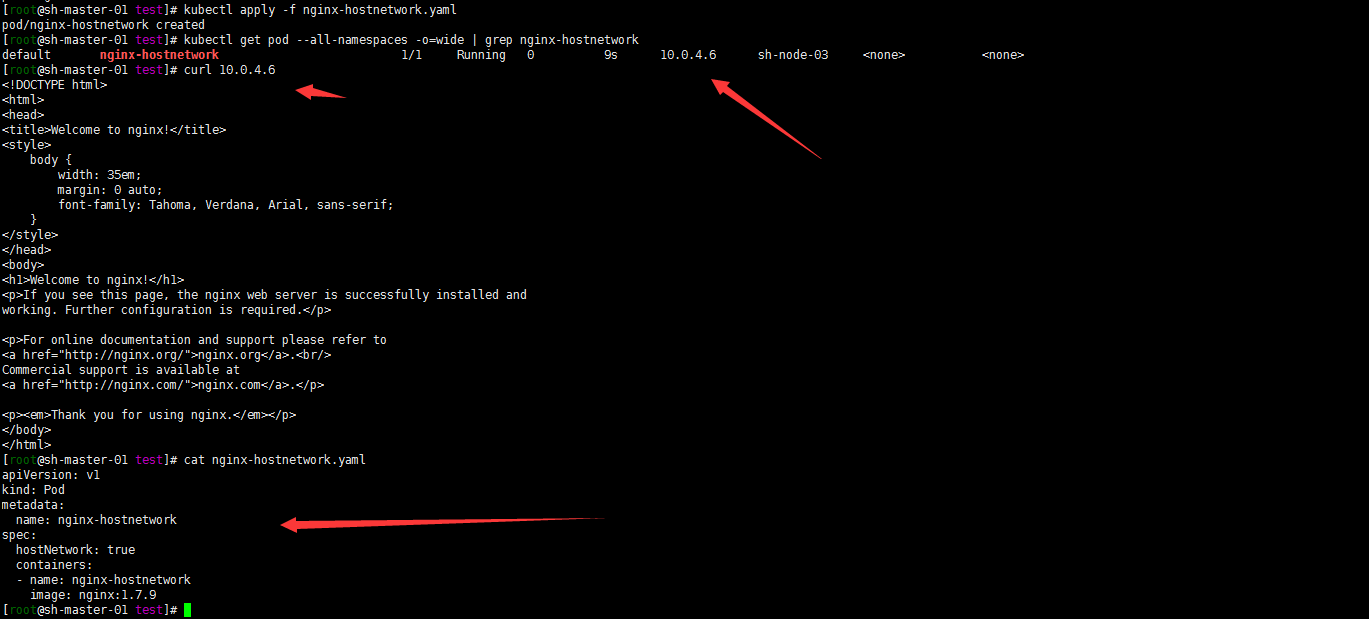 [root@sh-master-01 test]# kubectl apply -f nginx-hostnetwork.yaml
pod/nginx-hostnetwork created
[root@sh-master-01 test]# kubectl get pod --all-namespaces -o=wide | grep nginx-hostnetwork
default       nginx-hostnetwork                          1/1     Running   0          9s      10.0.4.6      sh-node-03     <none>           <none>
[root@sh-master-01 test]# curl 10.0.4.6
<!DOCTYPE html>
<html>
<head>
<title>Welcome to nginx!</title>
<style>
    body {
        width: 35em;
        margin: 0 auto;
        font-family: Tahoma, Verdana, Arial, sans-serif;
    }
</style>
</head>
<body>
<h1>Welcome to nginx!</h1>
<p>If you see this page, the nginx web server is successfully installed and
working. Further configuration is required.</p>

<p>For online documentation and support please refer to
<a href="http://nginx.org/">nginx.org</a>.<br/>
Commercial support is available at
<a href="http://nginx.com/">nginx.com</a>.</p>

<p><em>Thank you for using nginx.</em></p>
</body>
</html>
[root@sh-master-01 test]# cat nginx-hostnetwork.yaml
apiVersion: v1
kind: Pod
metadata:
  name: nginx-hostnetwork
spec:
  hostNetwork: true
  containers:
  - name: nginx-hostnetwork
    image: nginx:1.7.9
[root@sh-master-01 test]#